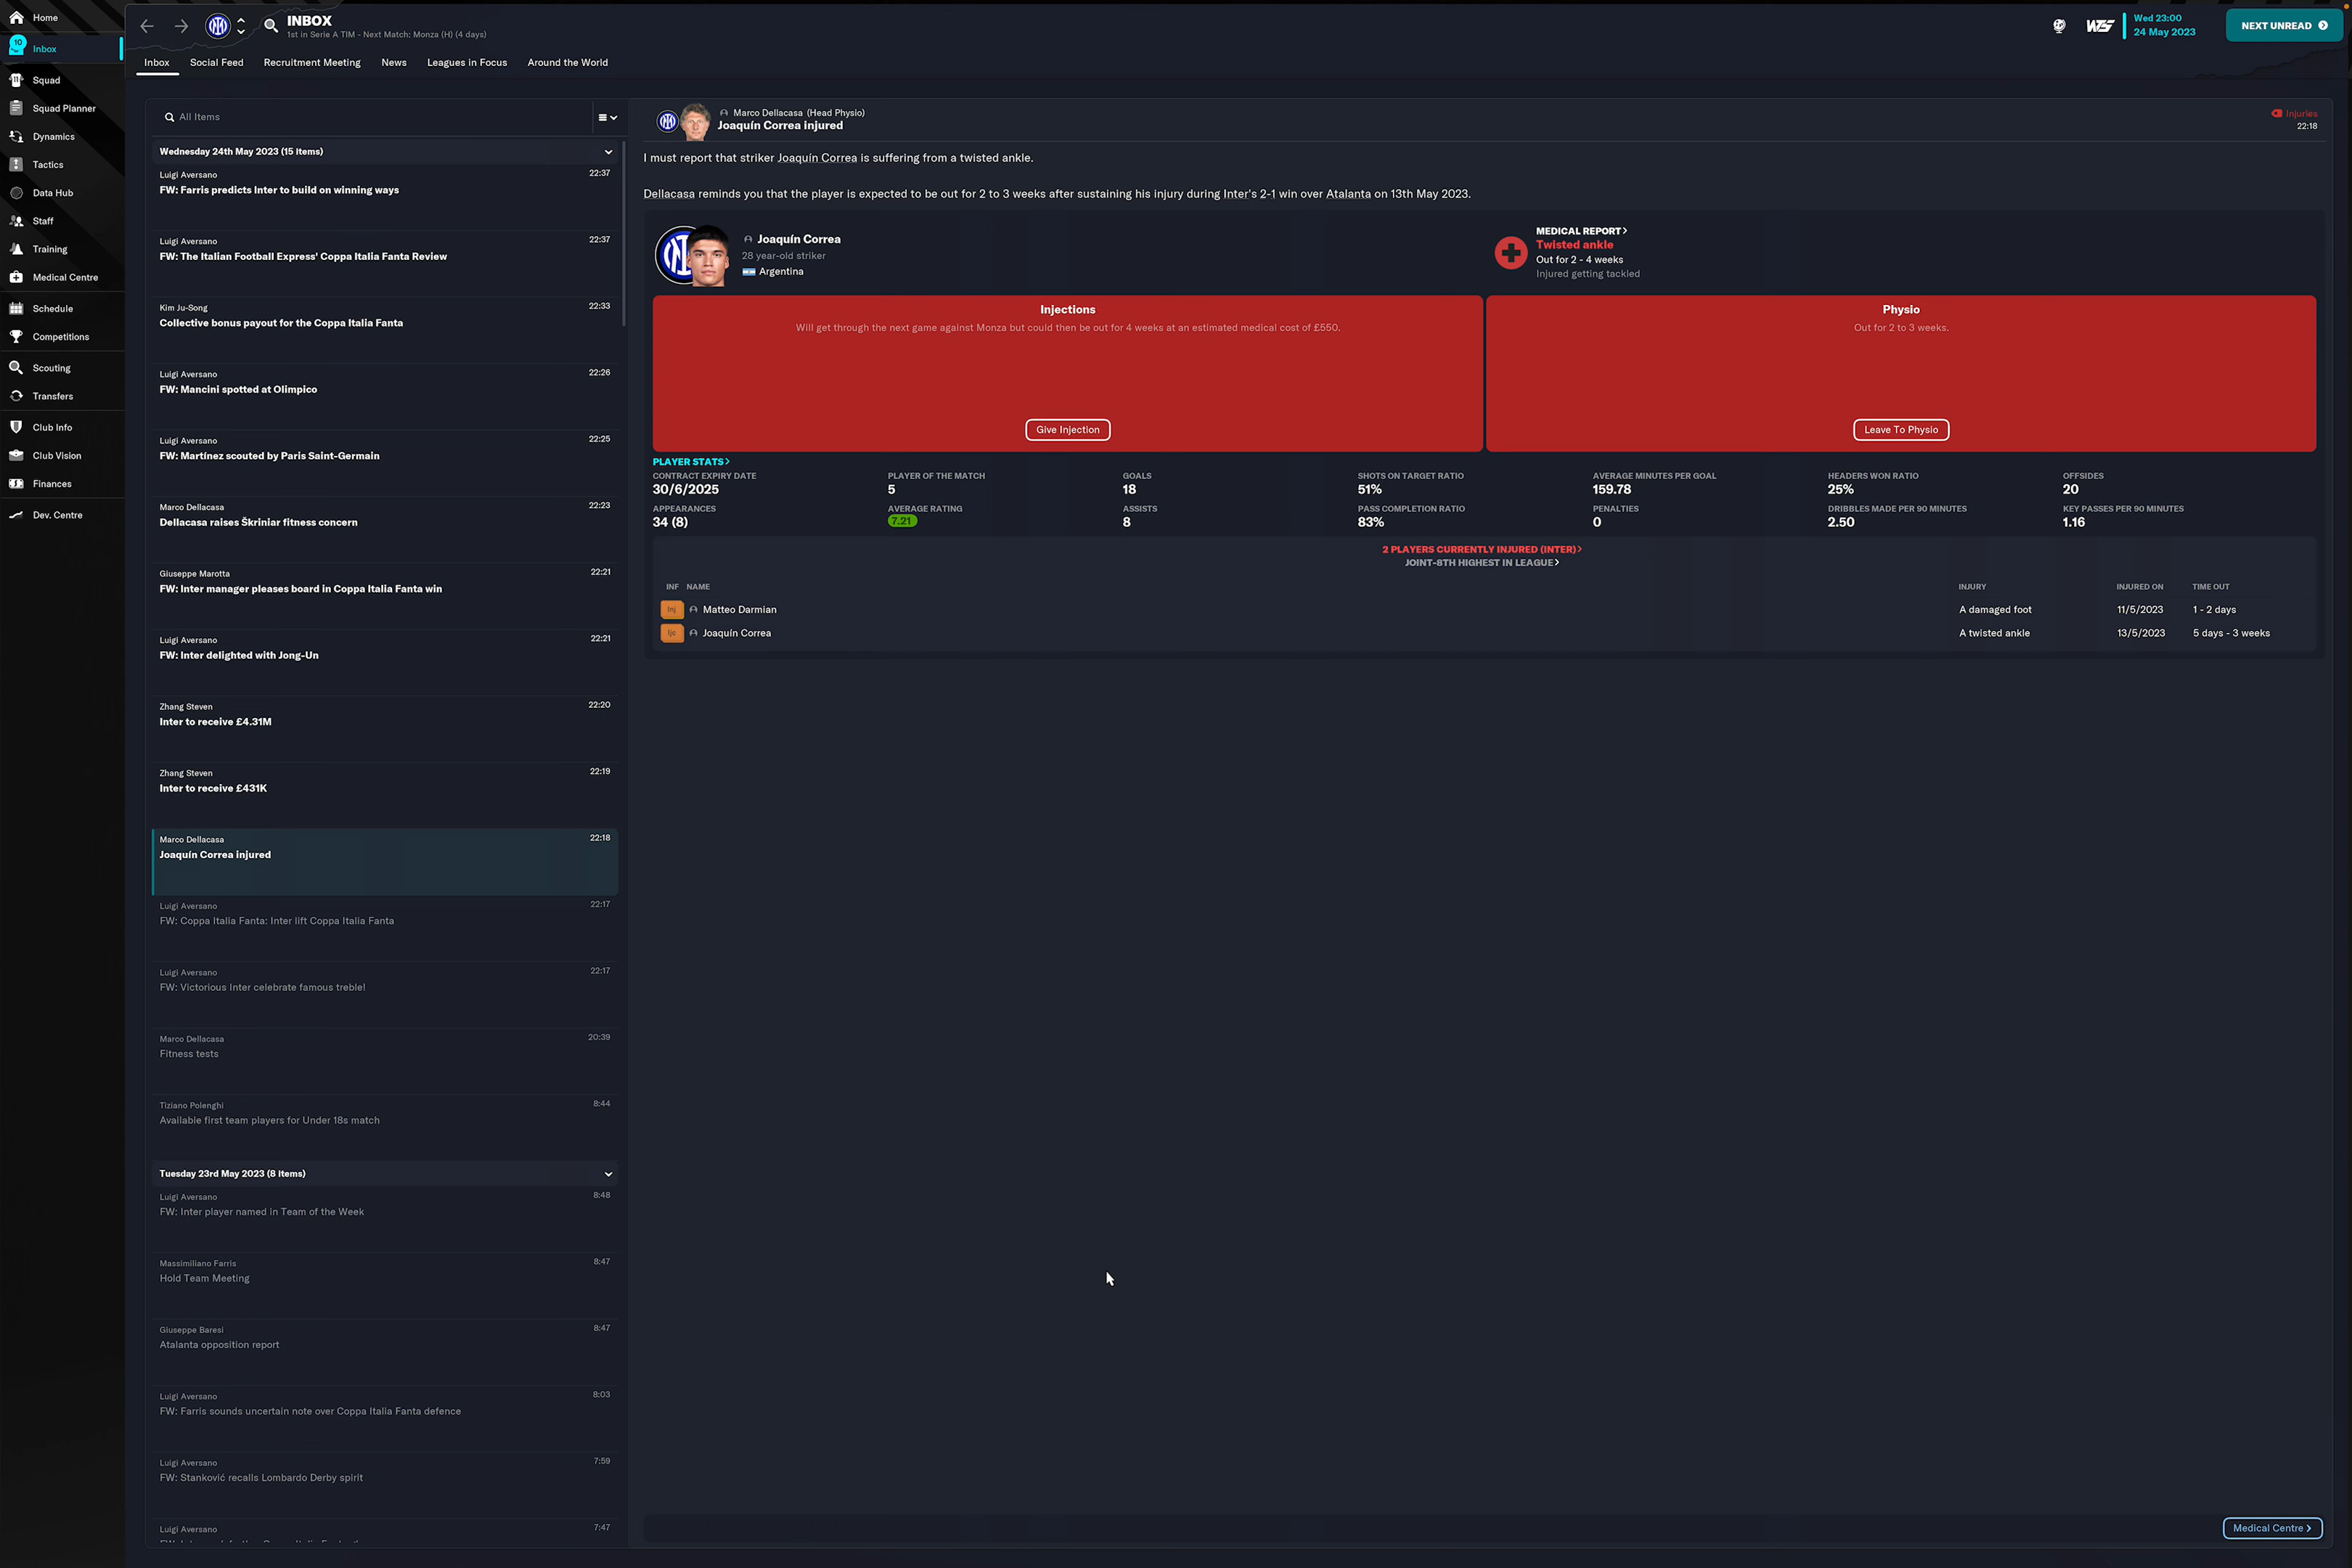 Home
10
Inbox
Squad
Squad Planner
Dynamics
Tactics
Data Hub
Staff
Training
Medical Centre
Schedule
Competitions
Scouting
Transfers
Club Info
Club Vision
Finances
Dev. Centre
INBOX
1st in Serie A TIM - Next Match: Monza (H) (4 days)
Wed 23:00
24 May 2023
NEXT UNREAD
Inbox Social Feed Recruitment Meeting News Leagues in Focus Around the World
All Items
Wednesday 24th May 2023 (15 Items)
Luigi Aversano 22:37
FW: Farris predicts Inter to build on winning ways
Luigi Aversano 22:37
FW: The Italian Football Express' Coppa Italia Fanta Review
Kim Ju-Song 22:33
Collective bonus payout for the Coppa Italia Fanta
Luigi Aversano 22:26
FW: Mancini spotted at Olimpico
Luigi Aversano 22:25
FW: Martínez scouted by Paris Saint-Germain
Marco Dellacasa 22:23
Dellacasa raises Škriniar fitness concern
Giuseppe Marotta 22:21
FW: Inter manager pleases board in Coppa Italia Fanta win
Luigi Aversano 22:21
FW: Inter delighted with Jong-Un
Zhang Steven 22:20
Inter to receive £4.31M
Zhang Steven 22:19
Inter to receive £431K
Marco Dellacasa 22:18
Joaquín Correa injured
Luigi Aversano 22:17
FW: Coppa Italia Fanta: Inter lift Coppa Italia Fanta
Luigi Aversano 22:17
FW: Victorious Inter celebrate famous treble!
Marco Dellacasa 20:39
Fitness tests
Tiziano Polenghi 8:44
Available first team players for Under 18s match
Tuesday 23rd May 2023 (8 Items)
Luigi Aversano 8:48
FW: Inter player named in Team of the Week
Massimiliano Farris 8:47
Hold Team Meeting
Giuseppe Baresi 8:47
Atalanta opposition report
Luigi Aversano 8:03
FW: Farris sounds uncertain note over Coppa Italia Fanta defence
Luigi Aversano 7:59
FW: Stanković recalls Lombardo Derby spirit
Luigi Aversano 7:47
Marco Dellacasa (Head Physio)
Joaquín Correa injured
Injuries
22:18
I must report that striker Joaquín Correa is suffering from a twisted ankle.
Dellacasa reminds you that the player is expected to be out for 2 to 3 weeks after sustaining his injury during Inter's 2-1 win over Atalanta on 13th May 2023.
Joaquín Correa
28 year-old striker
Argentina
MEDICAL REPORT
Twisted ankle
Out for 2 - 4 weeks
Injured getting tackled
Injections
Will get through the next game against Monza but could then be out for 4 weeks at an estimated medical cost of £550.
Give Injection
Physio
Out for 2 to 3 weeks.
Leave To Physio
PLAYER STATS
CONTRACT EXPIRY DATE PLAYER OF THE MATCH GOALS SHOTS ON TARGET RATIO AVERAGE MINUTES PER GOAL HEADERS WON RATIO OFFSIDES
30/6/2025 5 18 51% 159.78 25% 20
APPEARANCES AVERAGE RATING ASSISTS PASS COMPLETION RATIO PENALTIES DRIBBLES MADE PER 90 MINUTES KEY PASSES PER 90 MINUTES
34 (8) 7.21 8 83% 0 2.50 1.16
2 PLAYERS CURRENTLY INJURED (INTER)
JOINT-8TH HIGHEST IN LEAGUE
INF NAME INJURY INJURED ON TIME OUT
Inj Matteo Darmian A damaged foot 11/5/2023 1 - 2 days
Ijc Joaquín Correa A twisted ankle 13/5/2023 5 days - 3 weeks
Medical Centre